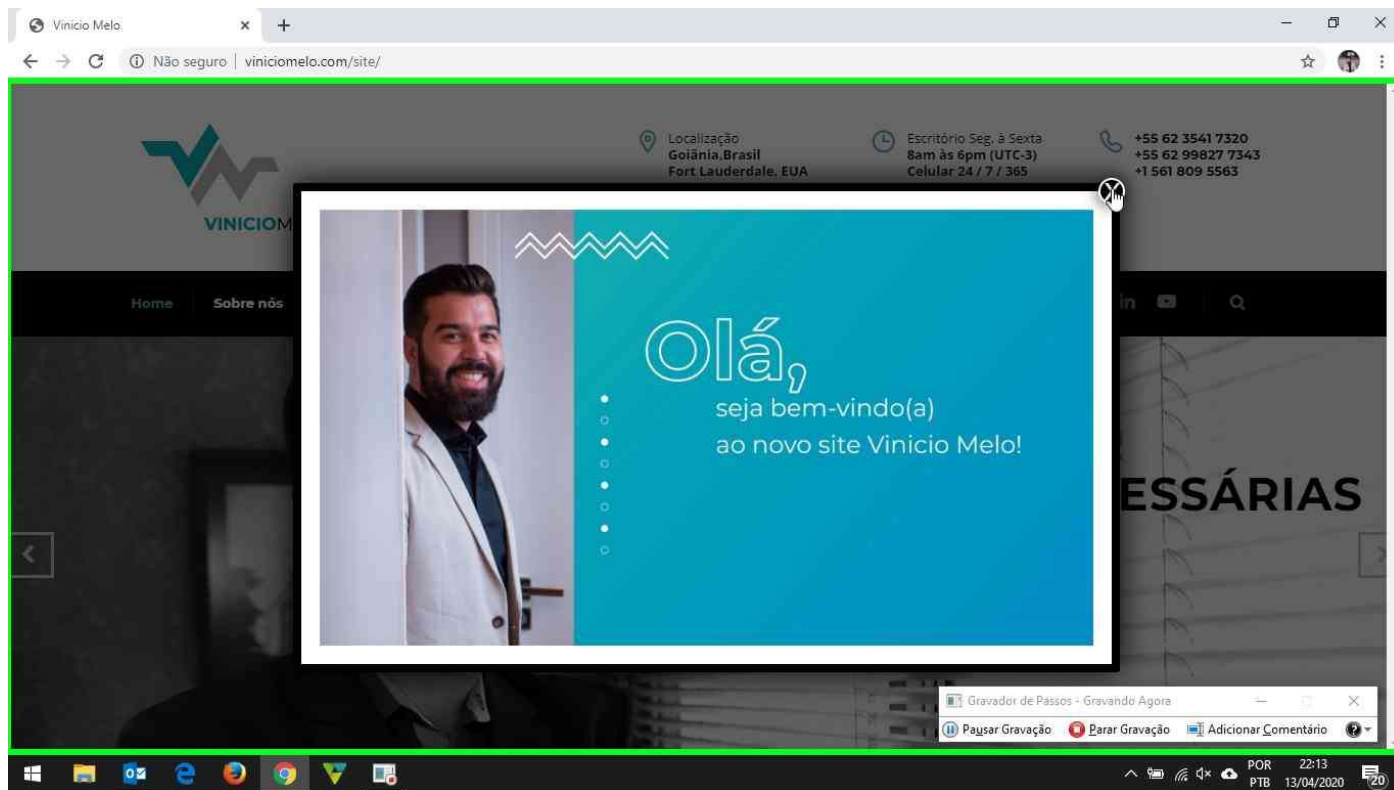 Vinicio Melo.
Não seguro | viniciomelo.com/site/
Localização
Goiânia,Brasil
Fort Lauderdale, EUA
Escritório Seg. à Sexta
8am às 6pm (UTC-3)
Celular 24 / 7 / 365
+55 62 3541 7320
+55 62 99827 7343
+1 561 809 5563
VINICIOM
Home
Sobre nós
in
Olá,
seja bem-vindo(a)
ao novo site Vinicio Melo!
ESSÁRIAS
Gravador de Passos - Gravando Agora
Pausar Gravação
Parar Gravação
Adicionar Comentário
POR
PTB
22:13
13/04/2020
20